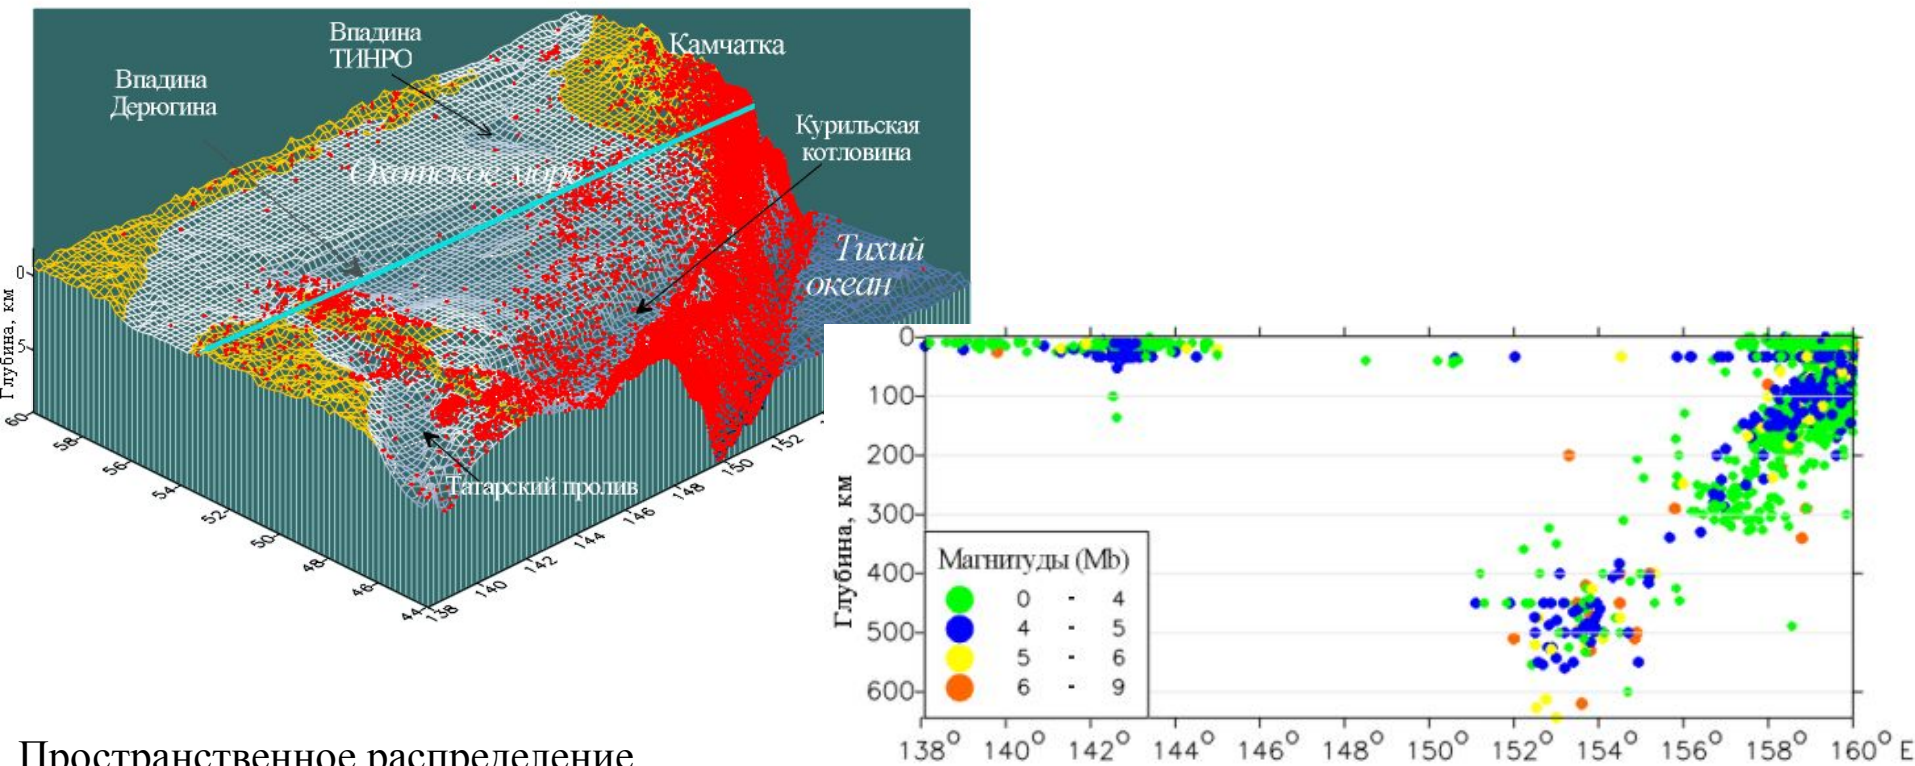 Впадина
ТИНРО
Камчатка
Впадина
Дерюгина
Курильская
котловина
Охотское море
Тихий
океан
Татарский пролив
Глубина, км
0
5
60
58
56
54
52
50
48
46
44
138
140
142
144
146
148
150
152
Глубина, км
0
100
200
300
400
500
600
Магнитуды (Mb)
0 - 4
4 - 5
5 - 6
6 - 9
138° 140° 142° 144° 146° 148° 150° 152° 154° 156° 158° 160° E
Пространственное распределение